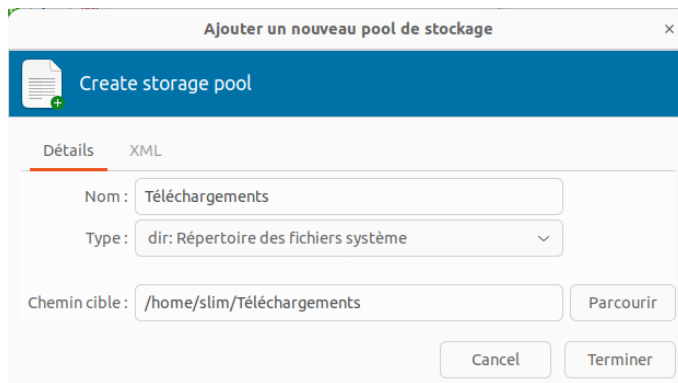 Ajouter un nouveau pool de stockage ×
Create storage pool
Détails XML
Nom : Téléchargements
Type : dir: Répertoire des fichiers système
Chemin cible : /home/slim/Téléchargements Parcourir
Cancel Terminer